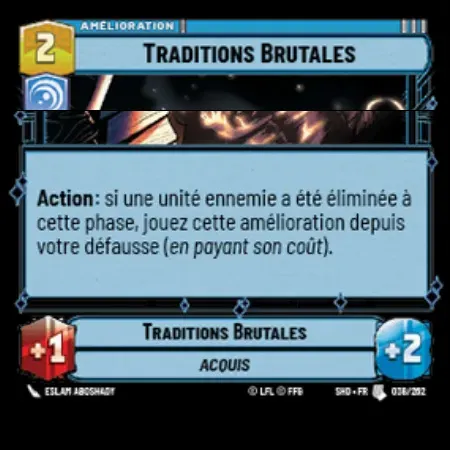 AMÉLIORATION
2
TRADITIONS BRUTALES
Action : si une unité ennemie a été éliminée à
cette phase, jouez cette amélioration depuis
votre défausse (en payant son coût).
TRADITIONS BRUTALES
+1
+2
ACQUIS
ESLAM ABOSHADY
© LFL © FFG
SHD • FR
038/262